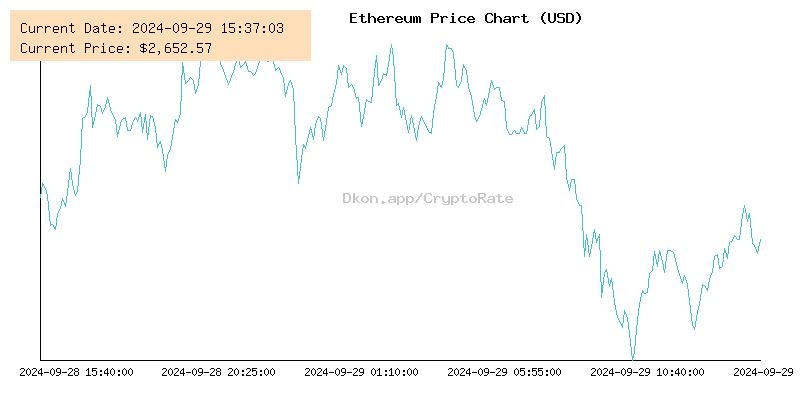 Ethereum Price Chart (USD)
Current Date: 2024-09-29 15:37:03
Current Price: $2,652.57
Dkon.app/CryptoRate
2024-09-28 15:40:00
2024-09-28 20:25:00
2024-09-29 01:10:00
2024-09-29 05:55:00
2024-09-29 10:40:00
2024-09-29